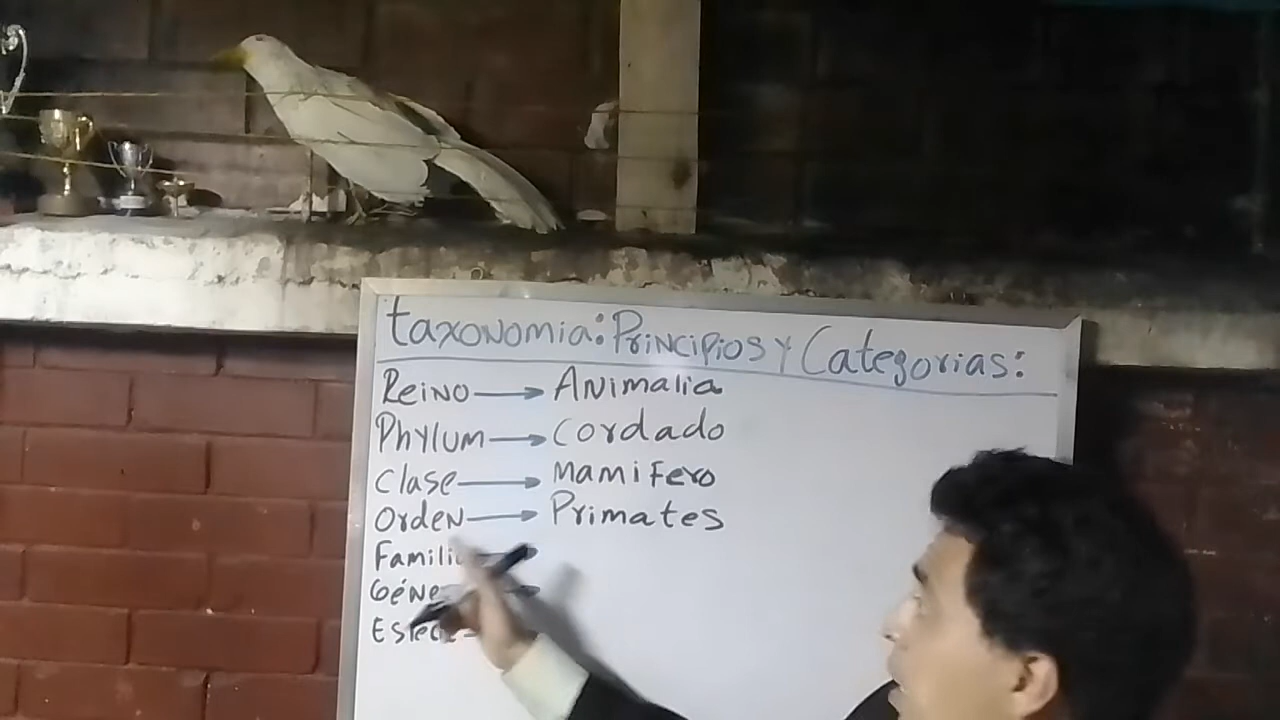 taxonomia: Principios y Categorias:
Reino → Animalia
Phylum → Cordado
Clase → Mamifero
Orden → Primates